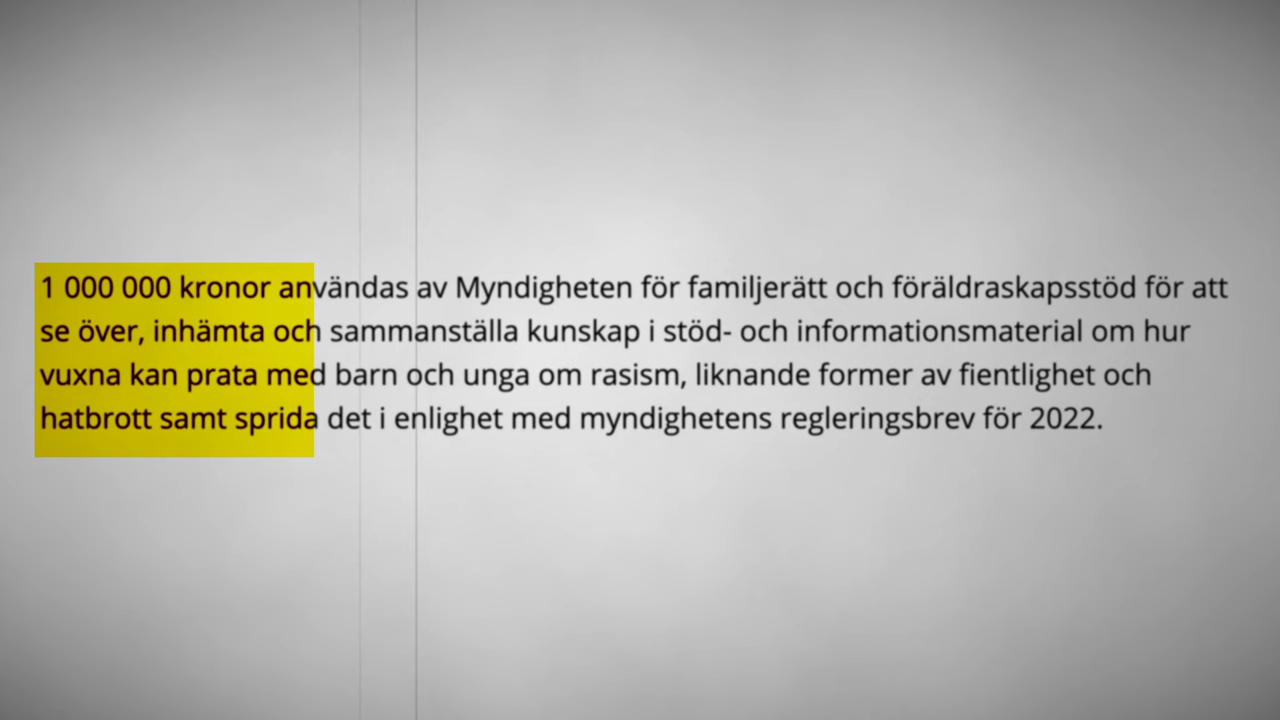 1 000 000 kronor användas av Myndigheten för familjerätt och föräldraskapsstöd för att
se över, inhämta och sammanställa kunskap i stöd- och informationsmaterial om hur
vuxna kan prata med barn och unga om rasism, liknande former av fientlighet och
hatbrott samt sprida det i enlighet med myndighetens regleringsbrev för 2022.